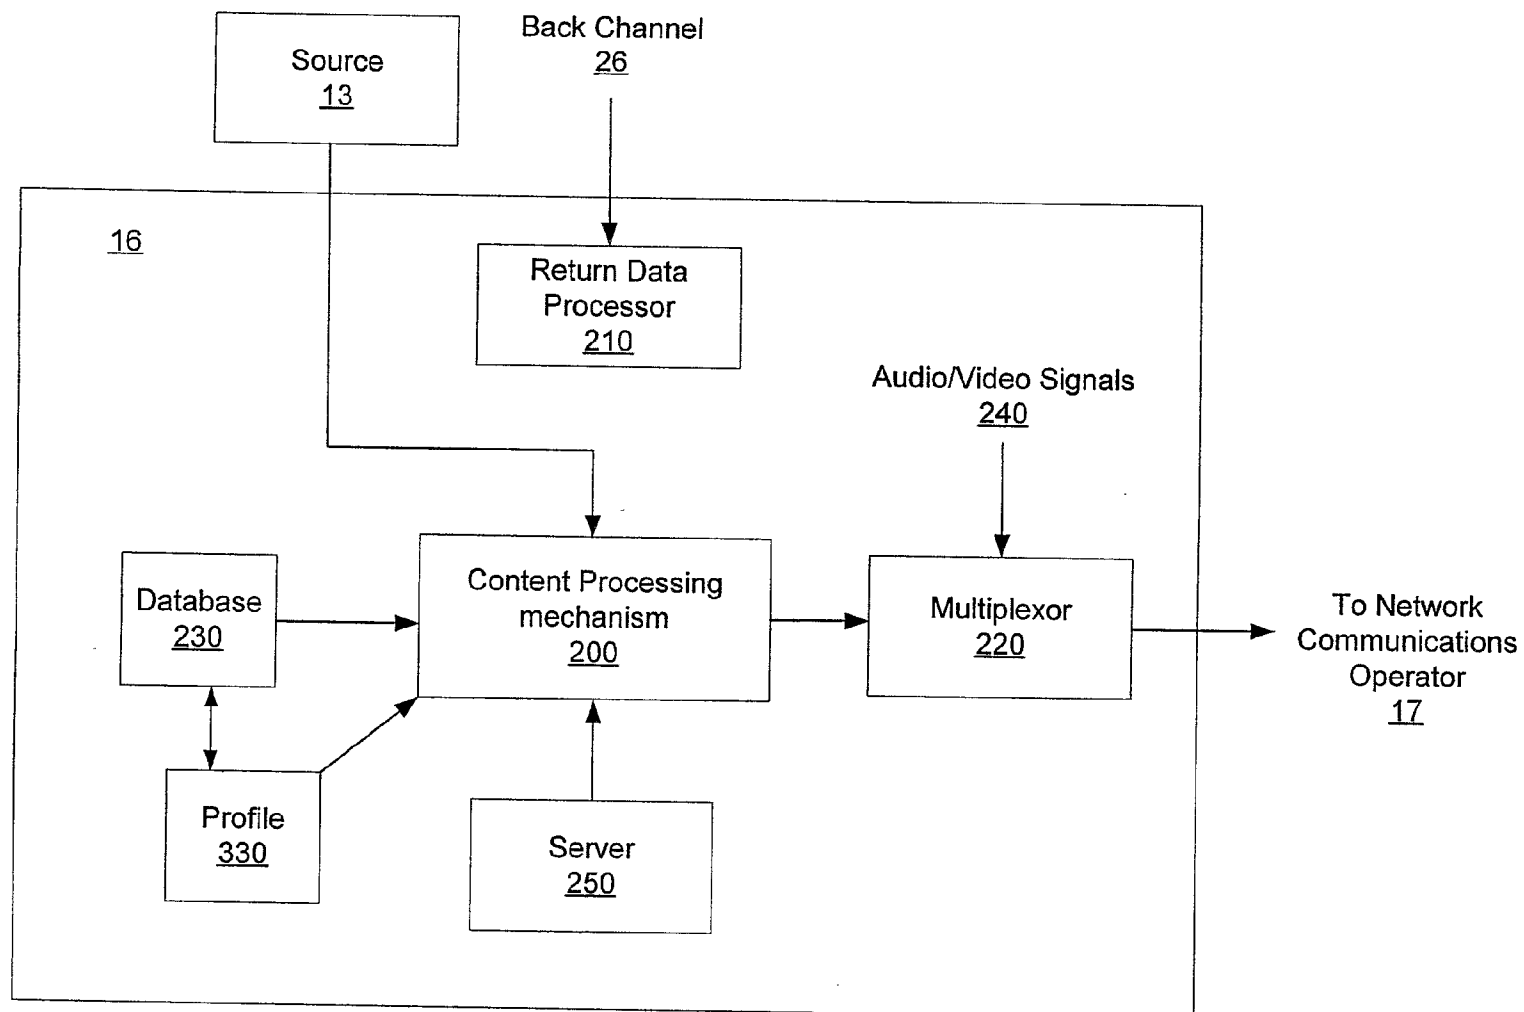 Source
13
Back Channel
26
16
Return Data
Processor
210
Audio/Video Signals
240
Database
230
Content Processing
mechanism
200
Multiplexor
220
To Network
Communications
Operator
17
Profile
330
Server
250